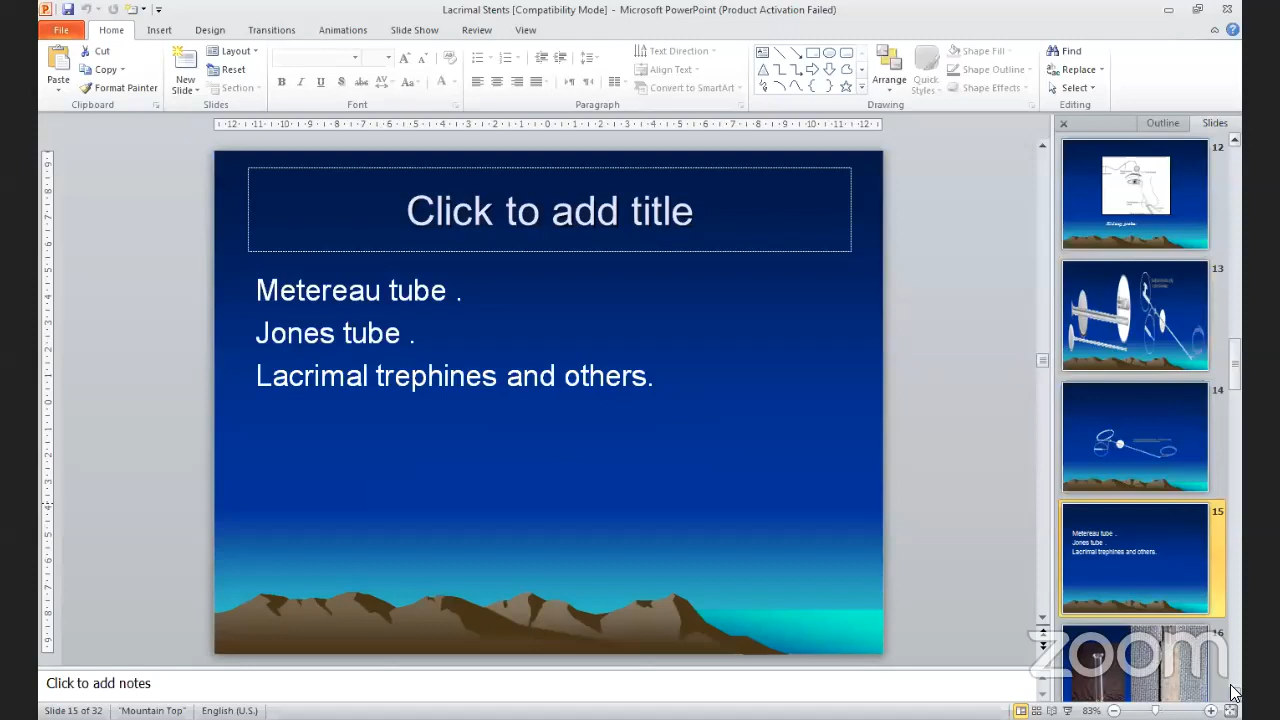 Lacrimal Stents [Compatibility Mode] - Microsoft PowerPoint (Product Activation Failed)
File Home Insert Design Transitions Animations Slide Show Review View
Paste
Cut
Copy
Format Painter
Clipboard
New Slide
Layout
Reset
Section
Slides
Font
Text Direction
Align Text
Convert to SmartArt
Paragraph
Arrange
Quick Styles
Shape Fill
Shape Outline
Shape Effects
Drawing
Find
Replace
Select
Editing
Outline Slides
Click to add title
Metereau tube .
Jones tube .
Lacrimal trephines and others.
12
13
14
15
Metereau tube .
Jones tube .
Lacrimal trephines and others.
16
zoom
Click to add notes
Slide 15 of 32 "Mountain Top" English (U.S.) 83%